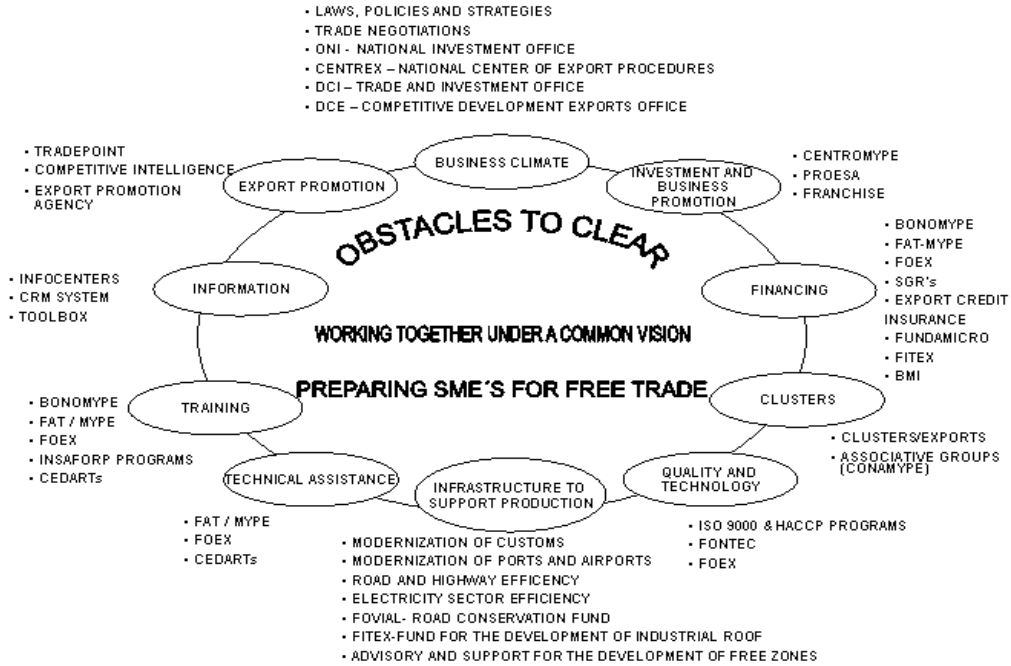 • LAWS, POLICIES AND STRATEGIES
• TRADE NEGOTIATIONS
• ONI - NATIONAL INVESTMENT OFFICE
• CENTREX – NATIONAL CENTER OF EXPORT PROCEDURES
• DCI – TRADE AND INVESTMENT OFFICE
• DCE – COMPETITIVE DEVELOPMENT EXPORTS OFFICE
BUSINESS CLIMATE
• TRADEPOINT
• COMPETITIVE INTELLIGENCE
• EXPORT PROMOTION
AGENCY
EXPORT PROMOTION
INVESTMENT AND
BUSINESS
PROMOTION
• CENTROMYPE
• PROESA
• FRANCHISE
OBSTACLES TO CLEAR
• INFOCENTERS
• CRM SYSTEM
• TOOLBOX
INFORMATION
FINANCING
• BONOMYPE
• FAT-MYPE
• FOEX
• SGR's
• EXPORT CREDIT
INSURANCE
• FUNDAMICRO
• FITEX
• BMI
WORKING TOGETHER UNDER A COMMON VISION
PREPARING SME´S FOR FREE TRADE
• BONOMYPE
• FAT / MYPE
• FOEX
• INSAFORP PROGRAMS
• CEDARTs
TRAINING
CLUSTERS
• CLUSTERS/EXPORTS
• ASSOCIATIVE GROUPS
(CONAMYPE)
TECHNICAL ASSISTANCE
• FAT / MYPE
• FOEX
• CEDARTs
INFRASTRUCTURE TO
SUPPORT PRODUCTION
• MODERNIZATION OF CUSTOMS
• MODERNIZATION OF PORTS AND AIRPORTS
• ROAD AND HIGHWAY EFFICENCY
• ELECTRICITY SECTOR EFFICIENCY
• FOVIAL- ROAD CONSERVATION FUND
• FITEX-FUND FOR THE DEVELOPMENT OF INDUSTRIAL ROOF
• ADVISORY AND SUPPORT FOR THE DEVELOPMENT OF FREE ZONES
QUALITY AND
TECHNOLOGY
• ISO 9000 & HACCP PROGRAMS
• FONTEC
• FOEX